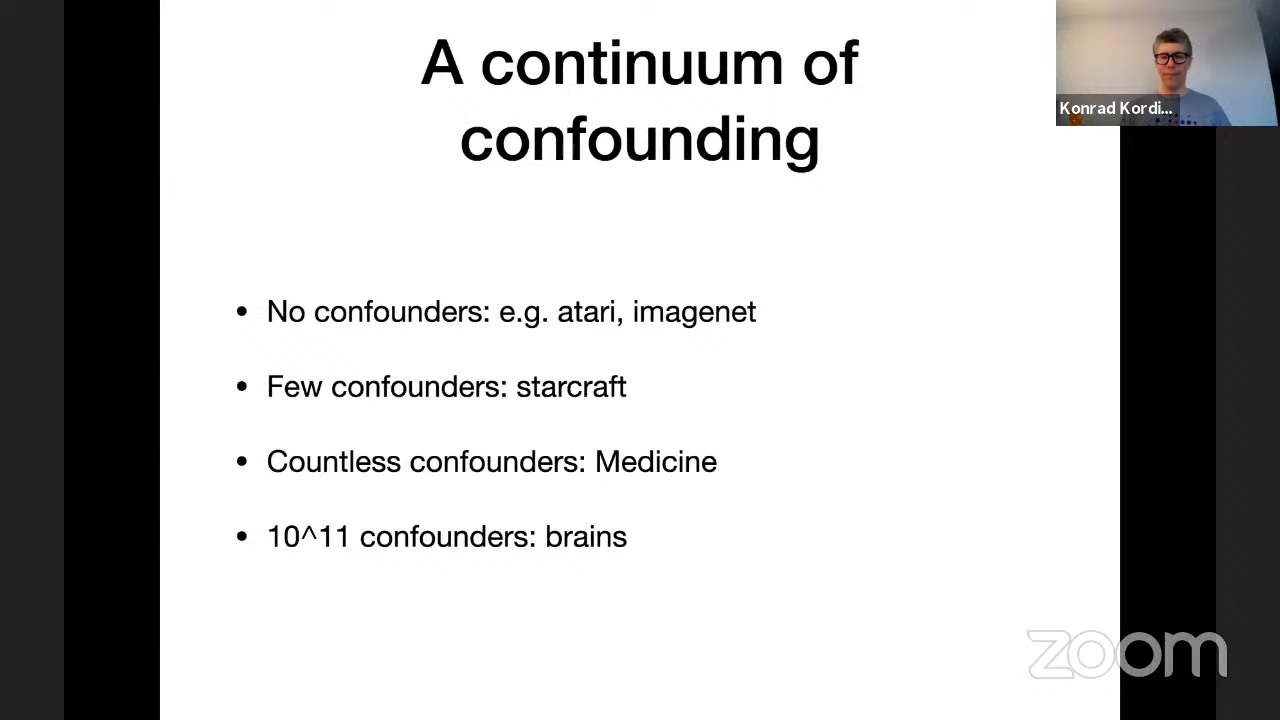 A continuum of
confounding
Konrad Kordi...
• No confounders: e.g. atari, imagenet
• Few confounders: starcraft
• Countless confounders: Medicine
• 10^11 confounders: brains
zoom